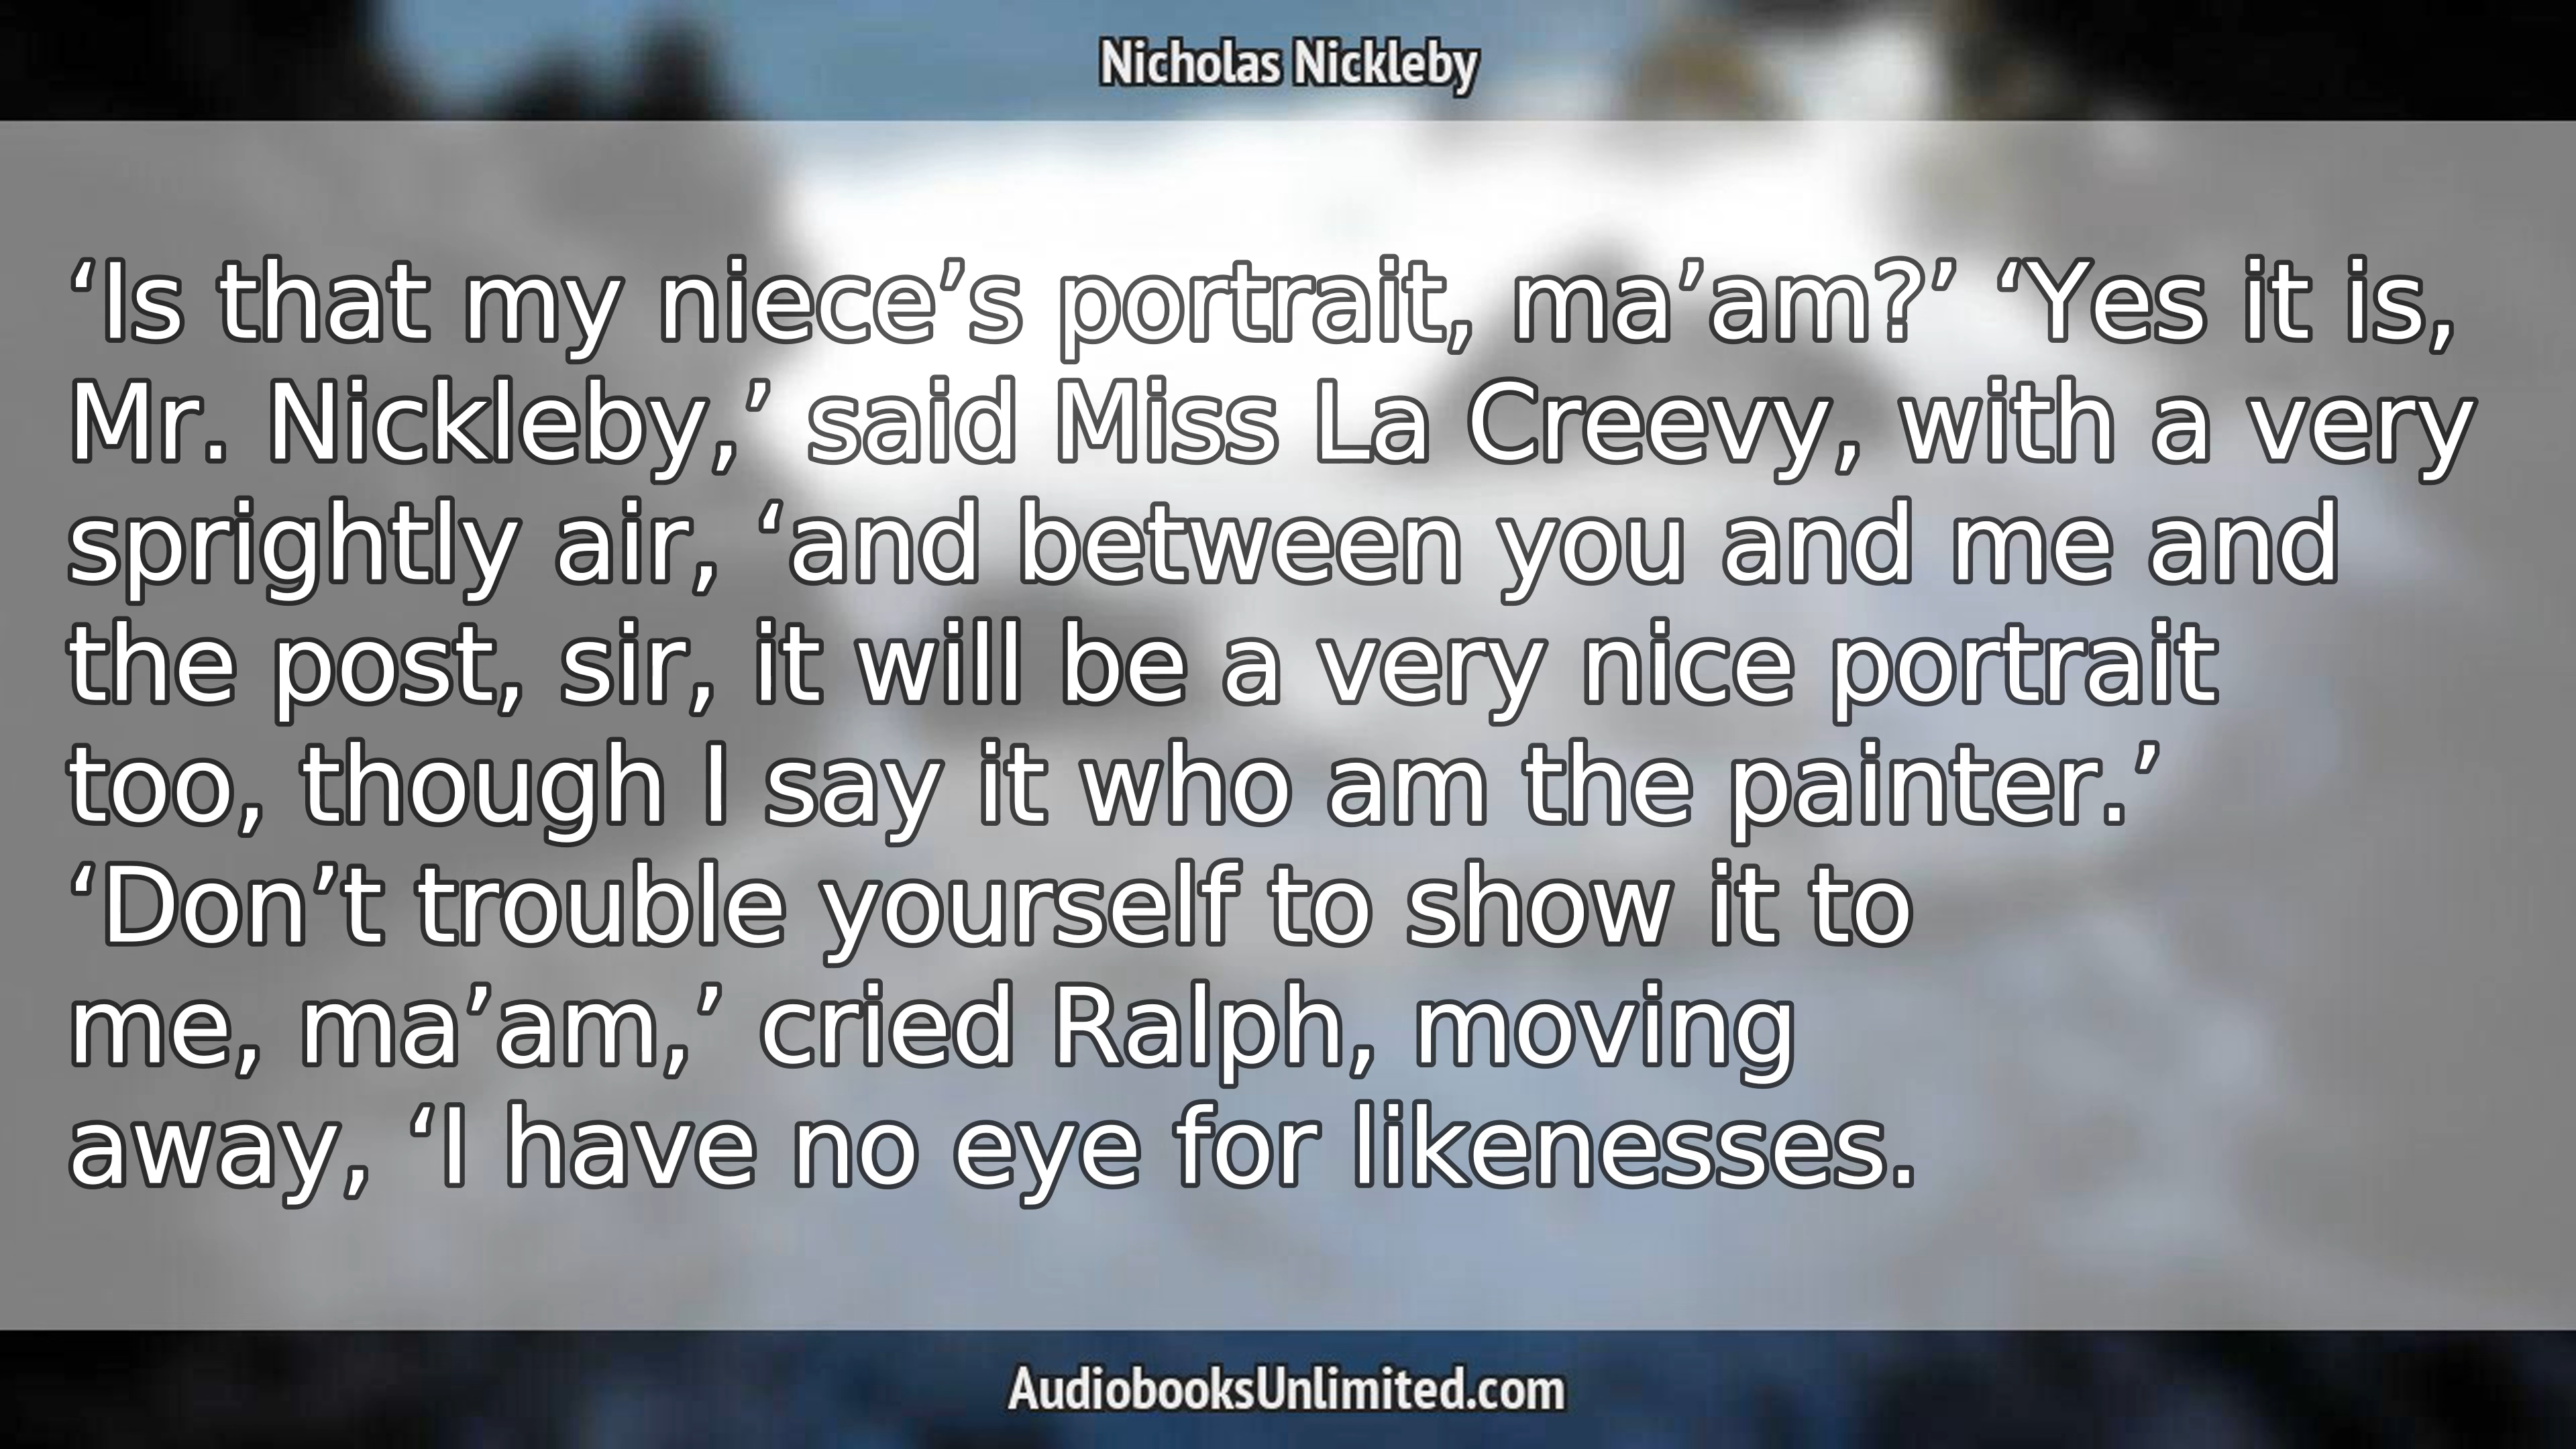 Nicholas Nickleby
‘Is that my niece’s portrait, ma’am?’ ‘Yes it is,
Mr. Nickleby,’ said Miss La Creevy, with a very
sprightly air, ‘and between you and me and
the post, sir, it will be a very nice portrait
too, though I say it who am the painter.’
‘Don’t trouble yourself to show it to
me, ma’am,’ cried Ralph, moving
away, ‘I have no eye for likenesses.
AudiobooksUnlimited.com